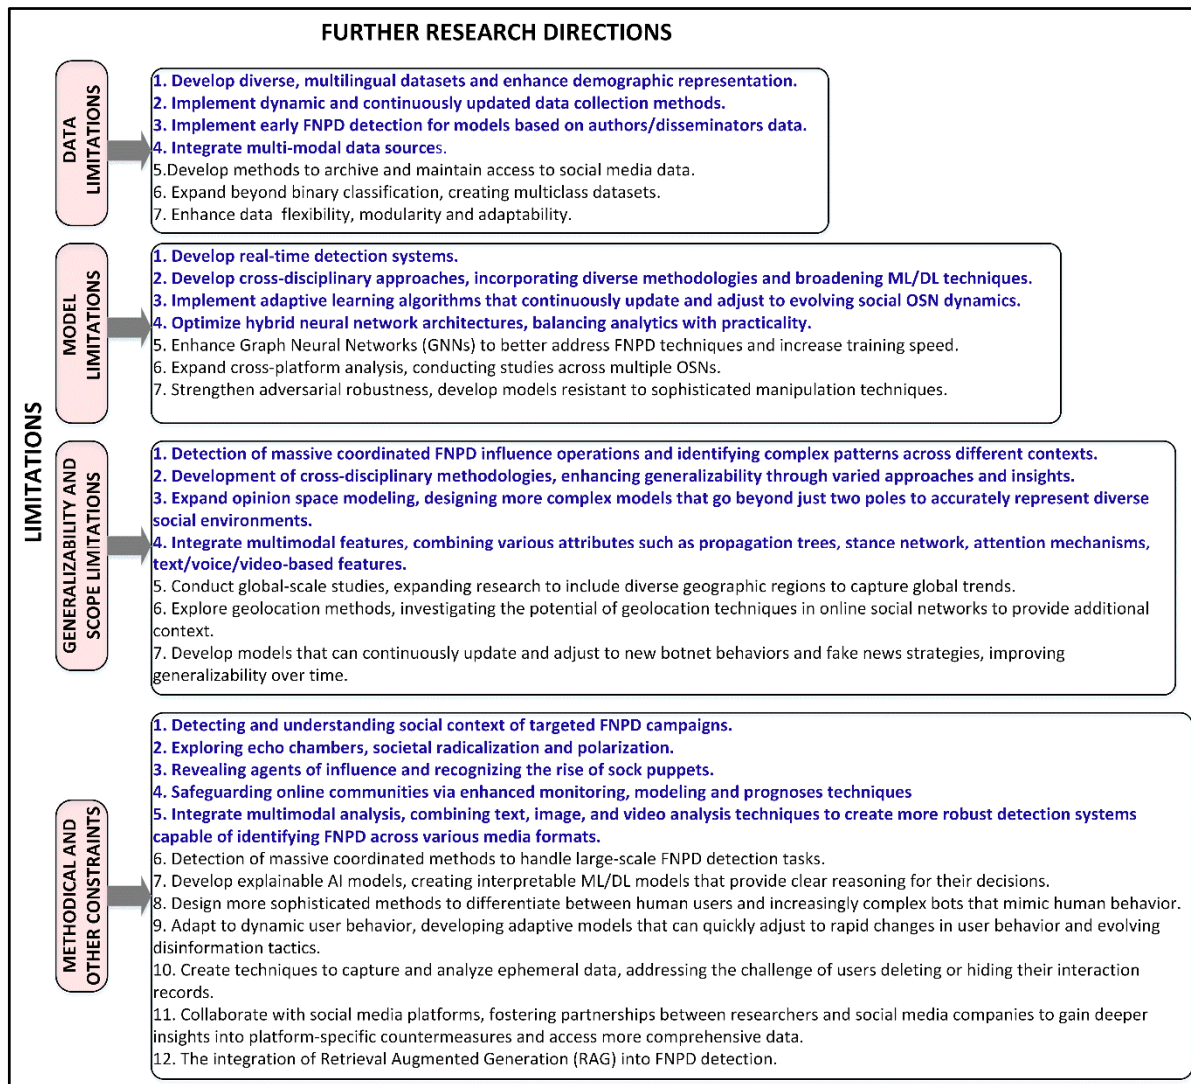 FURTHER RESEARCH DIRECTIONS
LIMITATIONS
DATA
LIMITATIONS
1. Develop diverse, multilingual datasets and enhance demographic representation.
2. Implement dynamic and continuously updated data collection methods.
3. Implement early FNPD detection for models based on authors/disseminators data.
4. Integrate multi-modal data sources.
5.Develop methods to archive and maintain access to social media data.
6. Expand beyond binary classification, creating multiclass datasets.
7. Enhance data flexibility, modularity and adaptability.
MODEL
LIMITATIONS
1. Develop real-time detection systems.
2. Develop cross-disciplinary approaches, incorporating diverse methodologies and broadening ML/DL techniques.
3. Implement adaptive learning algorithms that continuously update and adjust to evolving social OSN dynamics.
4. Optimize hybrid neural network architectures, balancing analytics with practicality.
5. Enhance Graph Neural Networks (GNNs) to better address FNPD techniques and increase training speed.
6. Expand cross-platform analysis, conducting studies across multiple OSNs.
7. Strengthen adversarial robustness, develop models resistant to sophisticated manipulation techniques.
GENERALIZABILITY AND
SCOPE LIMITATIONS
1. Detection of massive coordinated FNPD influence operations and identifying complex patterns across different contexts.
2. Development of cross-disciplinary methodologies, enhancing generalizability through varied approaches and insights.
3. Expand opinion space modeling, designing more complex models that go beyond just two poles to accurately represent diverse
social environments.
4. Integrate multimodal features, combining various attributes such as propagation trees, stance network, attention mechanisms,
text/voice/video-based features.
5. Conduct global-scale studies, expanding research to include diverse geographic regions to capture global trends.
6. Explore geolocation methods, investigating the potential of geolocation techniques in online social networks to provide additional
context.
7. Develop models that can continuously update and adjust to new botnet behaviors and fake news strategies, improving
generalizability over time.
METHODICAL AND
OTHER CONSTRAINTS
1. Detecting and understanding social context of targeted FNPD campaigns.
2. Exploring echo chambers, societal radicalization and polarization.
3. Revealing agents of influence and recognizing the rise of sock puppets.
4. Safeguarding online communities via enhanced monitoring, modeling and prognoses techniques
5. Integrate multimodal analysis, combining text, image, and video analysis techniques to create more robust detection systems
capable of identifying FNPD across various media formats.
6. Detection of massive coordinated methods to handle large-scale FNPD detection tasks.
7. Develop explainable AI models, creating interpretable ML/DL models that provide clear reasoning for their decisions.
8. Design more sophisticated methods to differentiate between human users and increasingly complex bots that mimic human behavior.
9. Adapt to dynamic user behavior, developing adaptive models that can quickly adjust to rapid changes in user behavior and evolving
disinformation tactics.
10. Create techniques to capture and analyze ephemeral data, addressing the challenge of users deleting or hiding their interaction
records.
11. Collaborate with social media platforms, fostering partnerships between researchers and social media companies to gain deeper
insights into platform-specific countermeasures and access more comprehensive data.
12. The integration of Retrieval Augmented Generation (RAG) into FNPD detection.